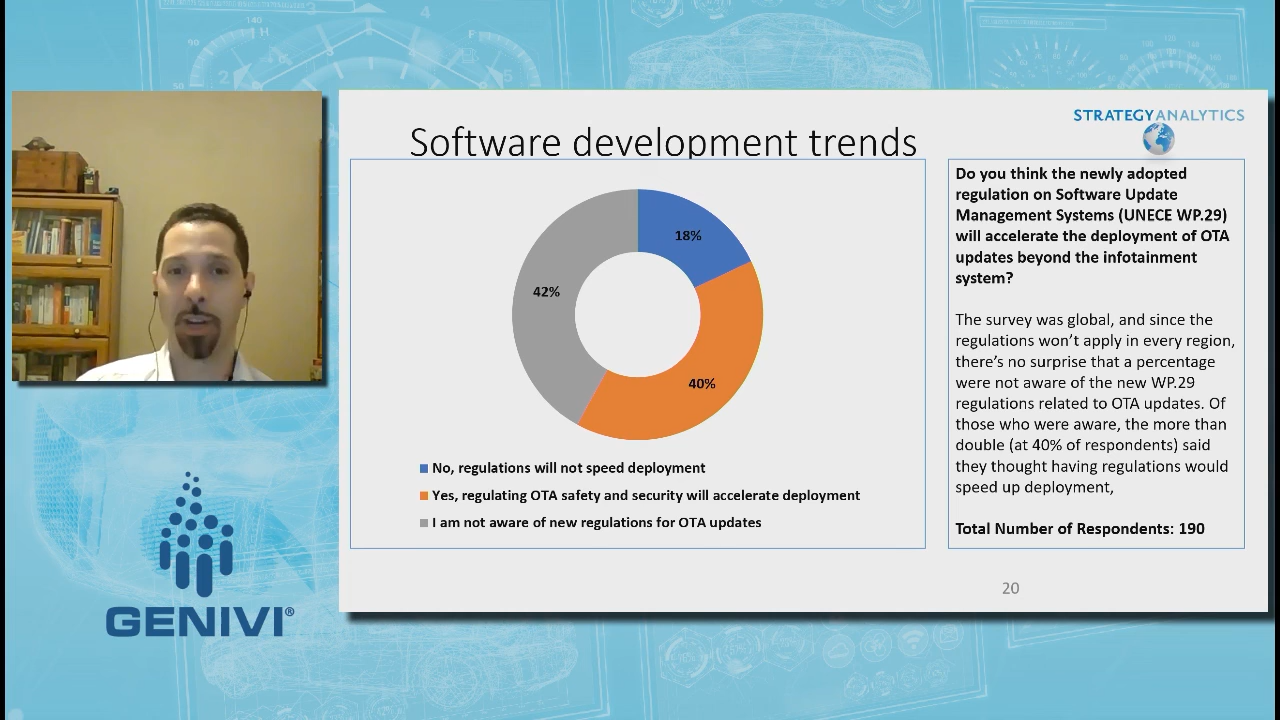 STRATEGYANALYTICS
Software development trends
18%
42%
40%
No, regulations will not speed deployment
Yes, regulating OTA safety and security will accelerate deployment
I am not aware of new regulations for OTA updates
Do you think the newly adopted
regulation on Software Update
Management Systems (UNECE WP.29)
will accelerate the deployment of OTA
updates beyond the infotainment
system?
The survey was global, and since the
regulations won't apply in every region,
there's no surprise that a percentage
were not aware of the new WP.29
regulations related to OTA updates. Of
those who were aware, the more than
double (at 40% of respondents) said
they thought having regulations would
speed up deployment,
Total Number of Respondents: 190
20
GENIVI®